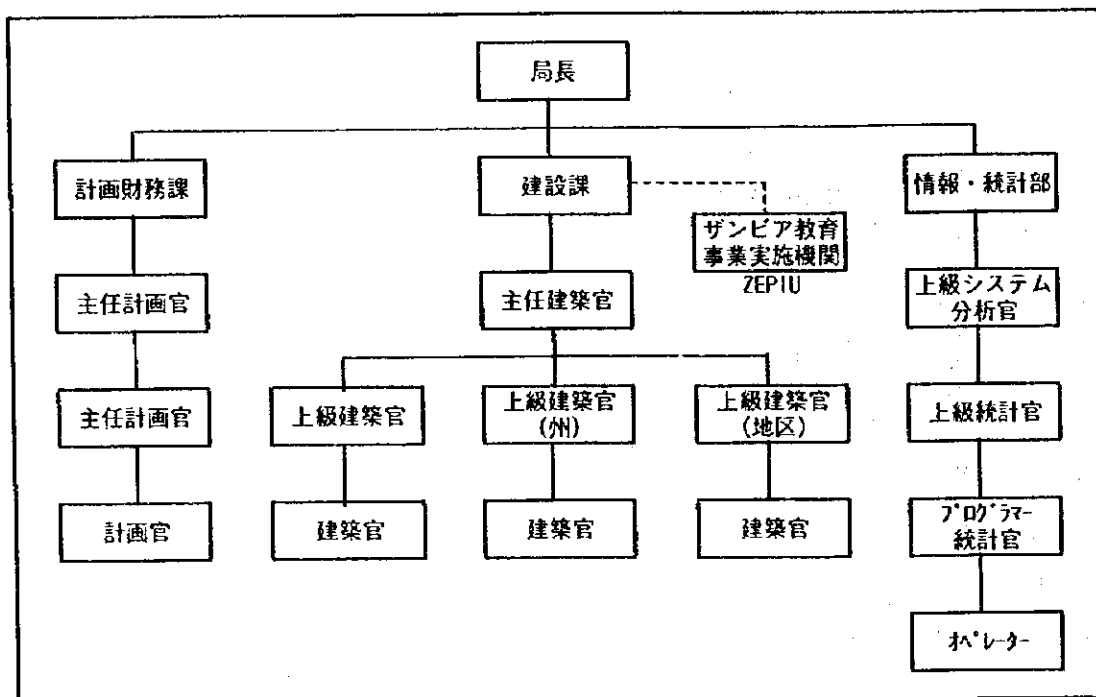 局長
計画財務課
建設課
情報・統計部
ザンビア教育
事業実施機関
ZEPIU
主任計画官
主任建築官
上級システム
分析官
主任計画官
上級建築官
上級建築官
(州)
上級建築官
(地区)
上級統計官
計画官
建築官
建築官
建築官
プログラマー
統計官
オペレーター